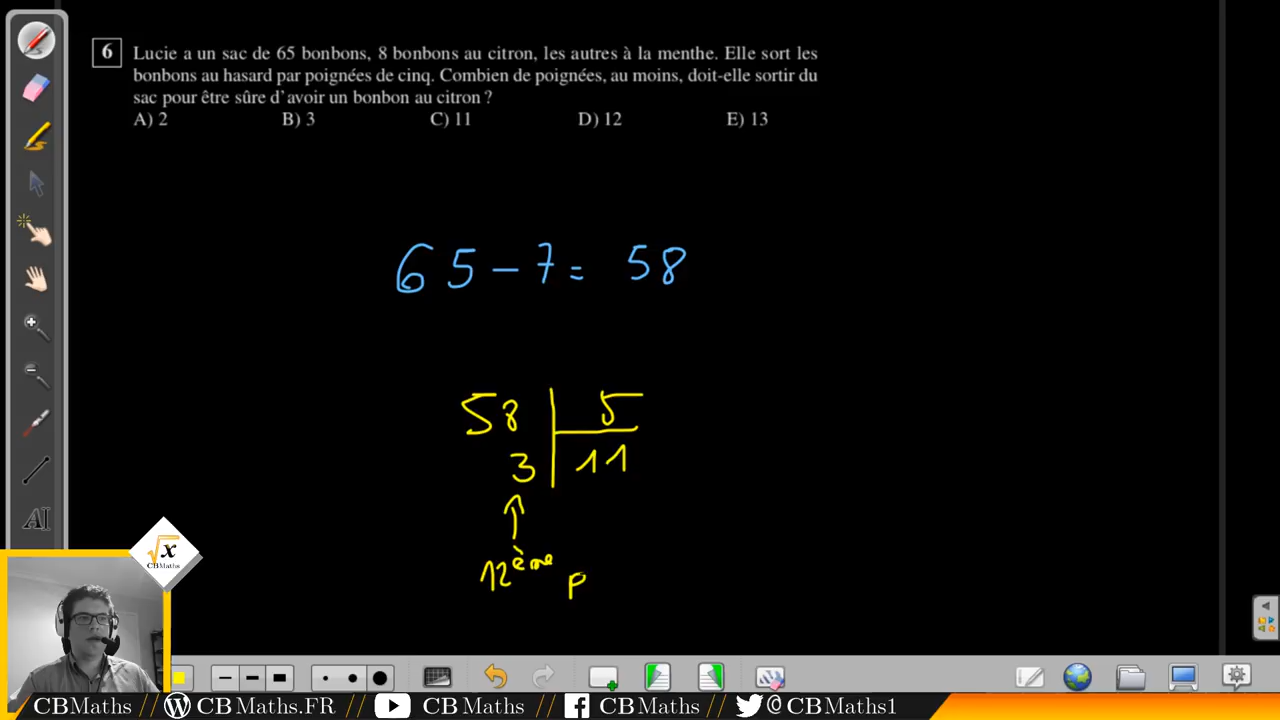 6 Lucie a un sac de 65 bonbons, 8 bonbons au citron, les autres à la menthe. Elle sort les
bonbons au hasard par poignées de cinq. Combien de poignées, au moins, doit-elle sortir du
sac pour être sûre d'avoir un bonbon au citron ?
A) 2 B) 3 C) 11 D) 12 E) 13
65 - 7 = 58
58 5
3 11
12ème p
AI
√x
CBMaths
CBMaths // CBMaths.FR // CBMaths // CBMaths // @CBMaths1